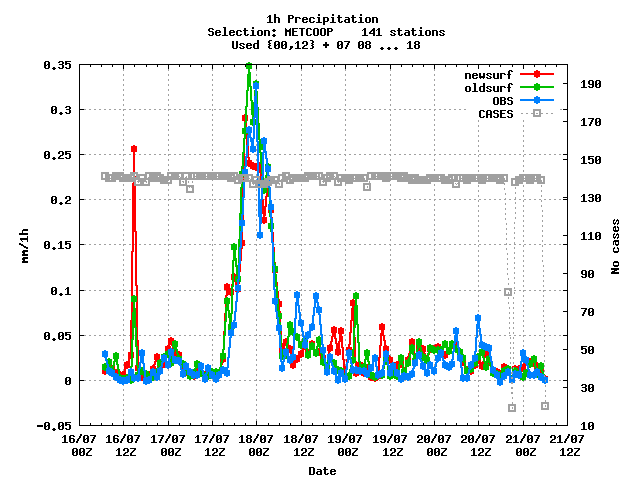 1h Precipitation
Selection: METCOOP    141 stations
Used {00,12} + 07 08 ... 18
newsurf
oldsurf
OBS
CASES
0.35
0.3
0.25
0.2
0.15
0.1
0.05
0
-0.05
mm/1h
190
170
150
130
110
90
70
50
30
10
No cases
16/07 16/07 17/07 17/07 18/07 18/07 19/07 19/07 20/07 20/07 21/07 21/07
00Z 12Z 00Z 12Z 00Z 12Z 00Z 12Z 00Z 12Z 00Z 12Z
Date